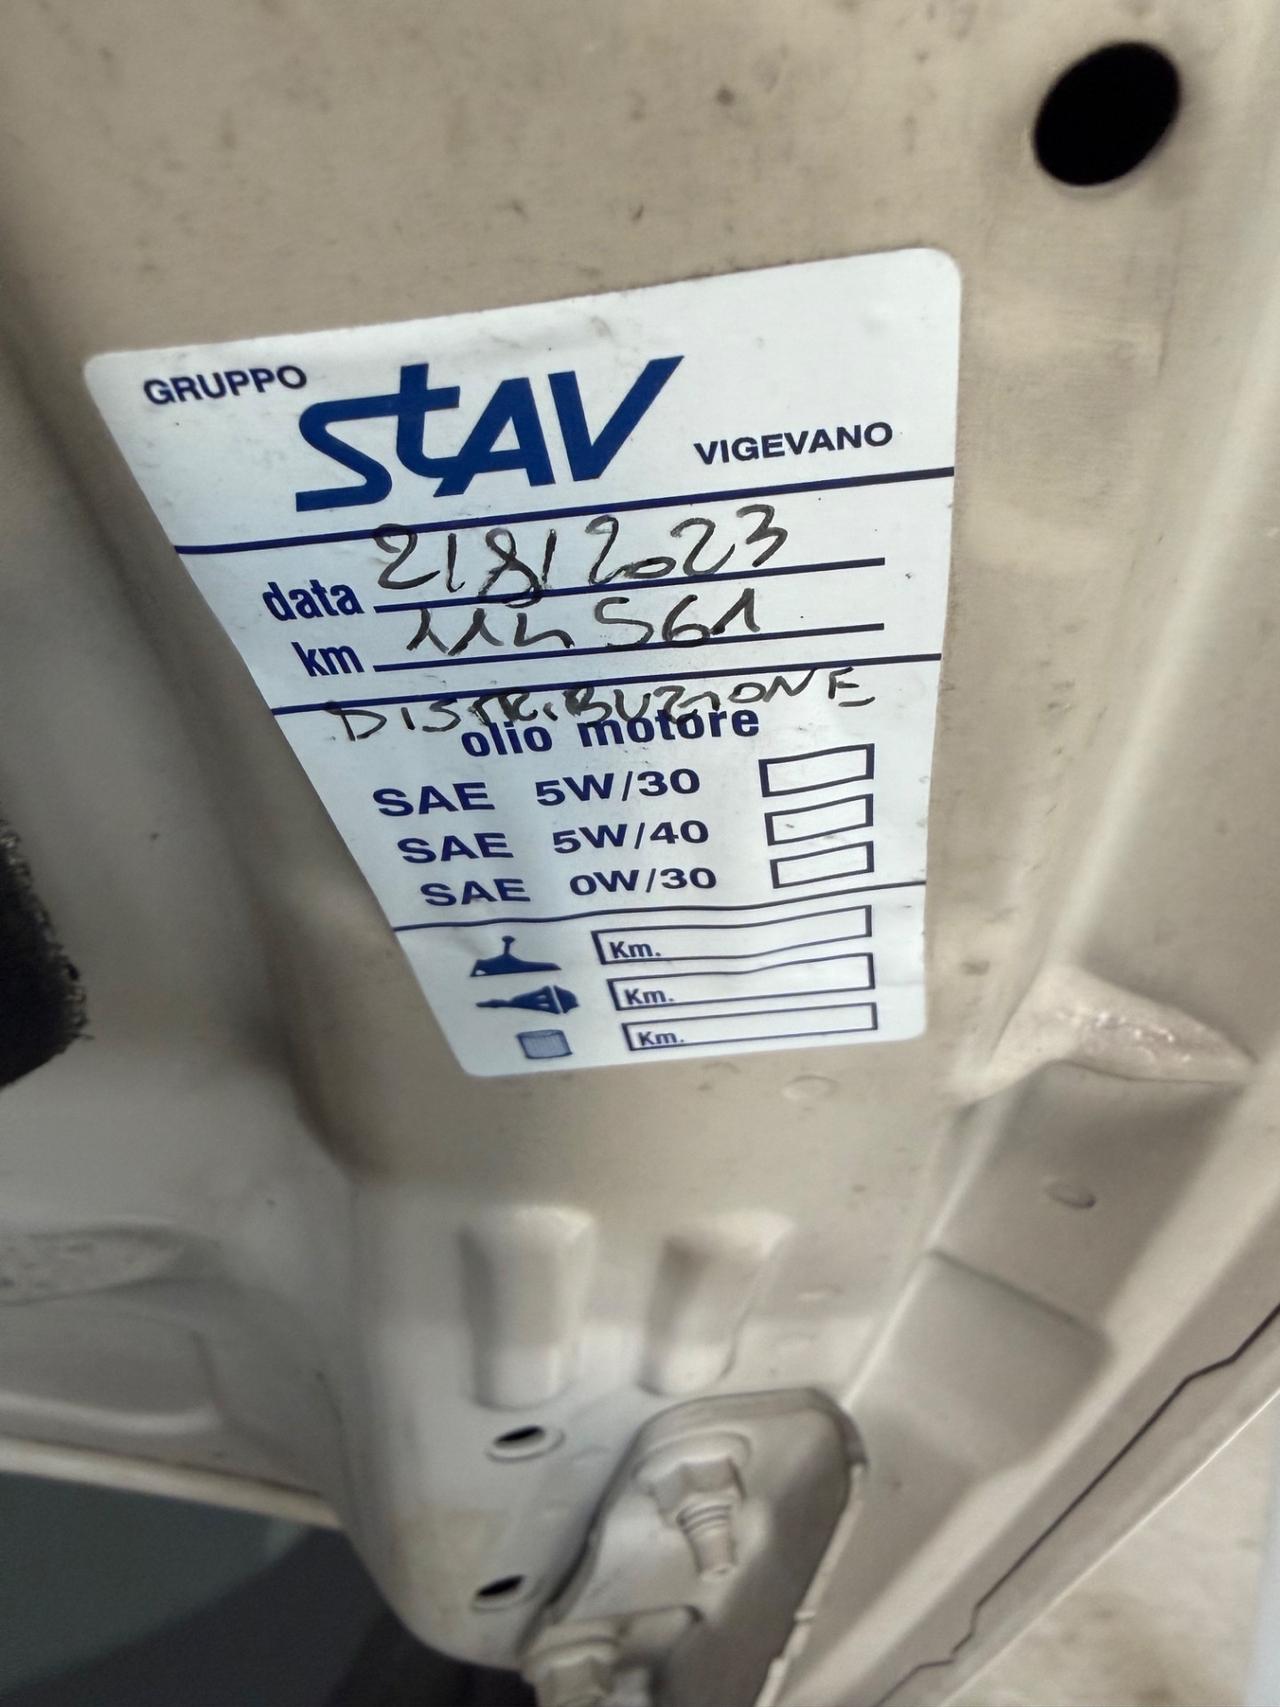 GRUPPO STAV VIGEVANO
data 2/8/2023
km 114561
DISTRIBUZIONE
olio motore
SAE 5W/30
SAE 5W/40
SAE 0W/30
Km.
Km.
Km.